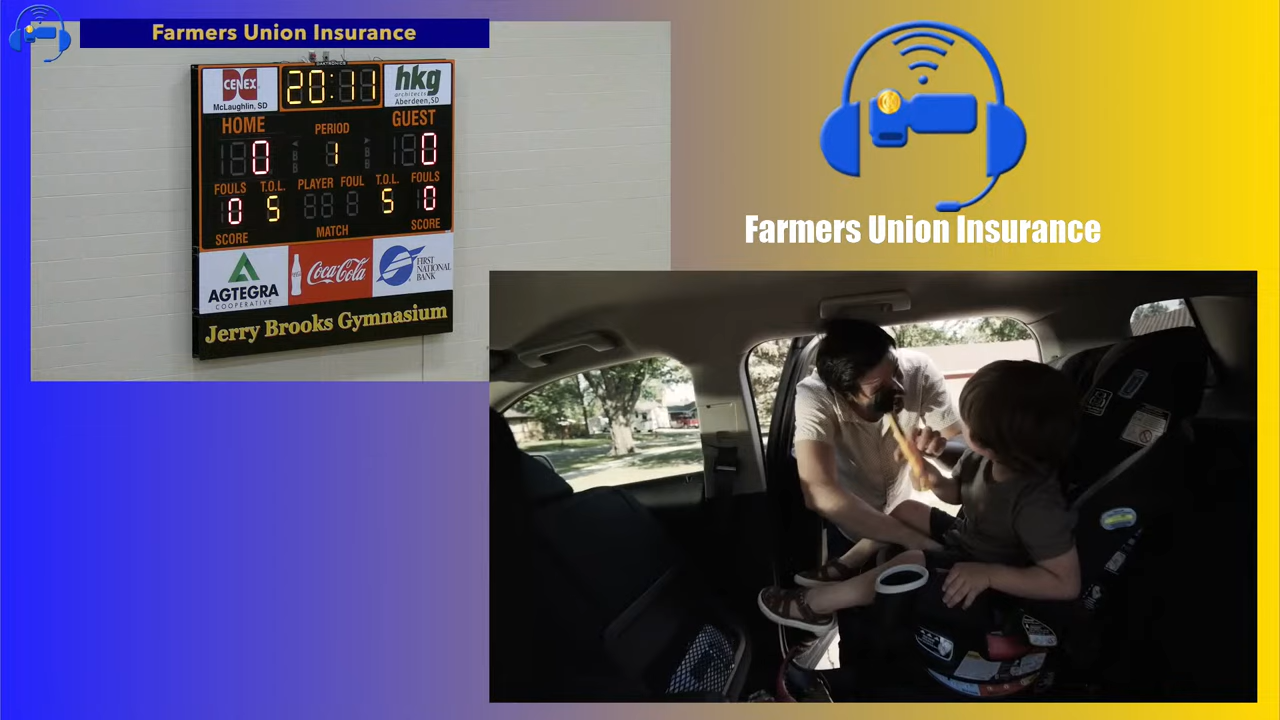 Farmers Union Insurance
DAKTRONICS
CENEX
McLaughlin, SD
20:11
hkg
architects
Aberdeen, SD
HOME
PERIOD
GUEST
0
1
0
FOULS
T.O.L.
PLAYER
FOUL
T.O.L.
FOULS
0
5
5
0
SCORE
MATCH
SCORE
AGTEGRA
COOPERATIVE
Coca-Cola
FIRST
NATIONAL
BANK
Jerry Brooks Gymnasium
Farmers Union Insurance